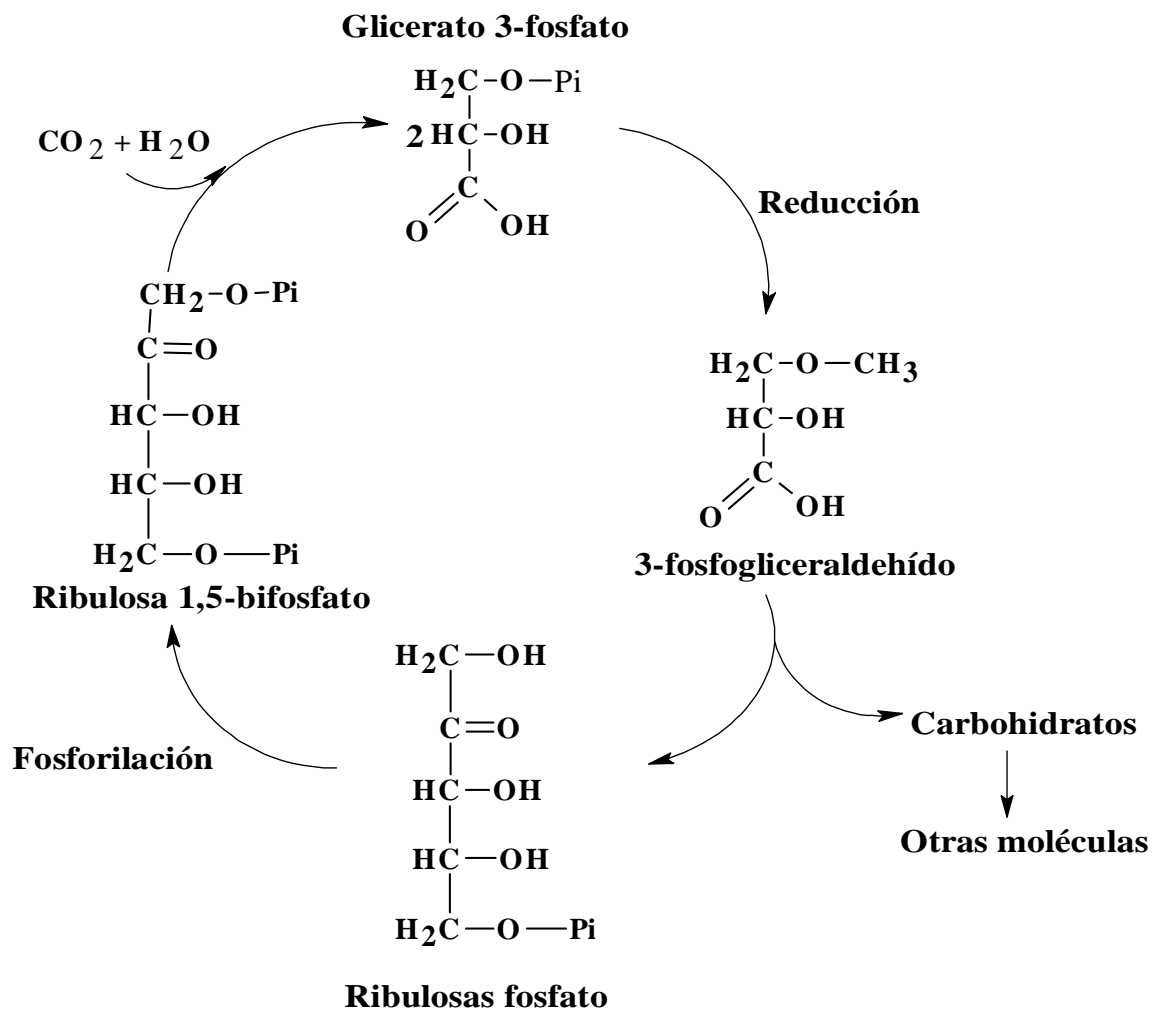 Glicerato 3-fosfato
H2C-O-Pi
2 HC-OH
C
O OH
CO2 + H2O
Reducción
CH2-O-Pi
C=O
HC-OH
HC-OH
H2C-O-Pi
Ribulosa 1,5-bifosfato
H2C-O-CH3
HC-OH
C
O OH
3-fosfogliceraldehído
H2C-OH
C=O
HC-OH
HC-OH
H2C-O-Pi
Ribulosas fosfato
Fosforilación
Carbohidratos
Otras moléculas